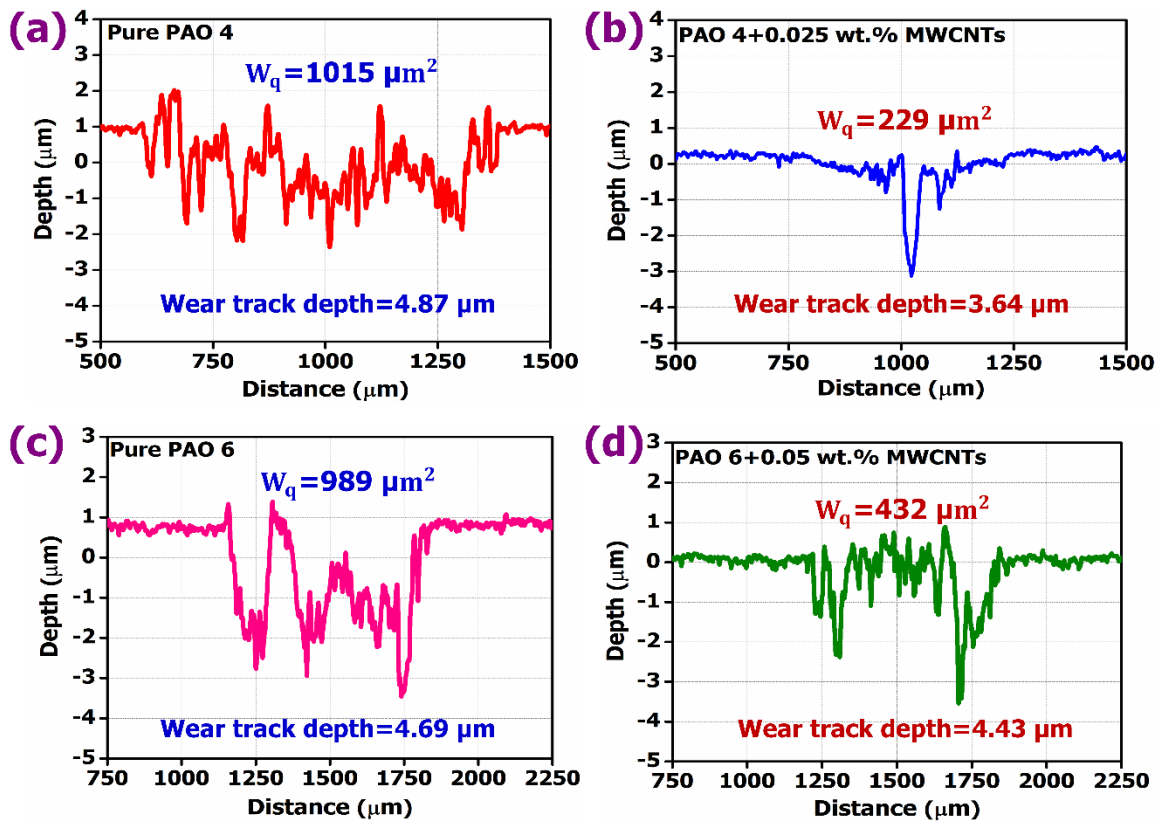 (a)
Pure PAO 4
W_q=1015 μm²
Wear track depth=4.87 μm
Depth (μm)
4
3
2
1
0
-1
-2
-3
-4
-5
500 750 1000 1250 1500
Distance (μm)
(b)
PAO 4+0.025 wt.% MWCNTs
W_q=229 μm²
Wear track depth=3.64 μm
Depth (μm)
4
3
2
1
0
-1
-2
-3
-4
-5
500 750 1000 1250 1500
Distance (μm)
(c)
Pure PAO 6
W_q=989 μm²
Wear track depth=4.69 μm
Depth (μm)
3
2
1
0
-1
-2
-3
-4
-5
750 1000 1250 1500 1750 2000 2250
Distance (μm)
(d)
PAO 6+0.05 wt.% MWCNTs
W_q=432 μm²
Wear track depth=4.43 μm
Depth (μm)
3
2
1
0
-1
-2
-3
-4
-5
750 1000 1250 1500 1750 2000 2250
Distance (μm)